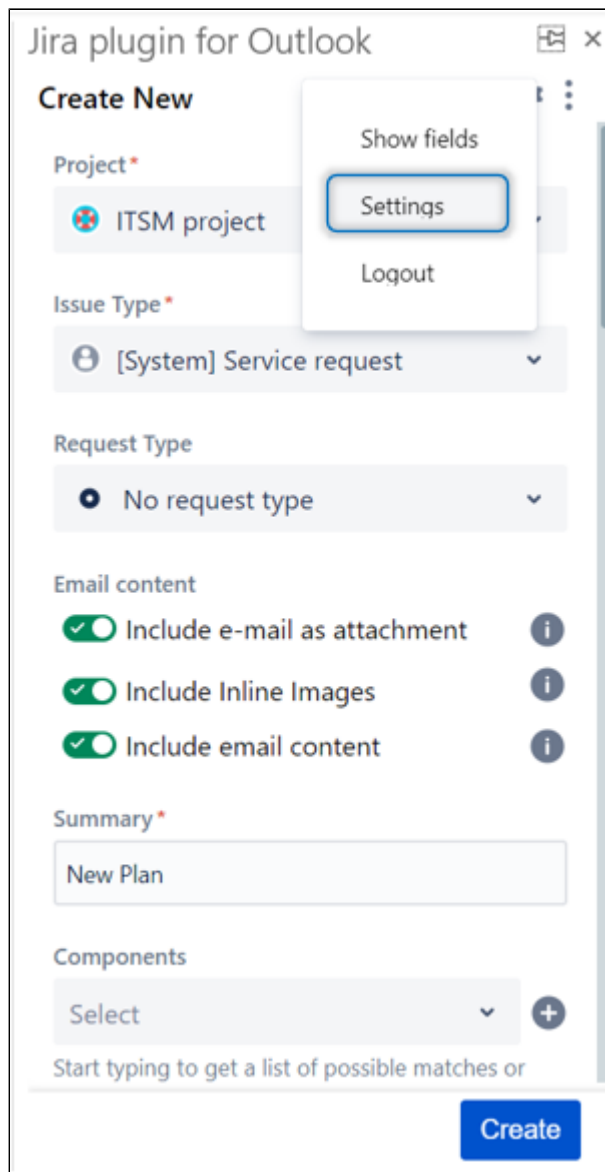 Jira plugin for Outlook
Create New
Show fields
Settings
Logout
Project*
ITSM project
Issue Type*
[System] Service request
Request Type
No request type
Email content
Include e-mail as attachment
Include Inline Images
Include email content
Summary*
New Plan
Components
Select
Start typing to get a list of possible matches or
Create